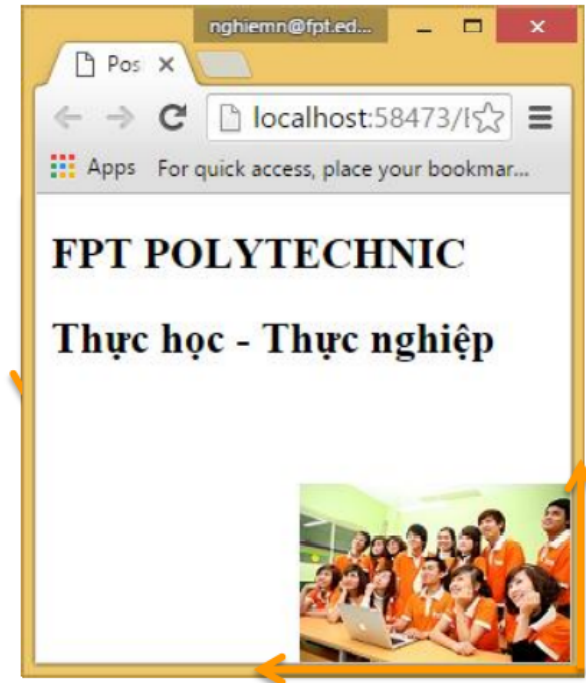 nghiemn@fpt.ed...
Pos
localhost:58473/
Apps For quick access, place your bookmar...
FPT POLYTECHNIC
Thực học - Thực nghiệp